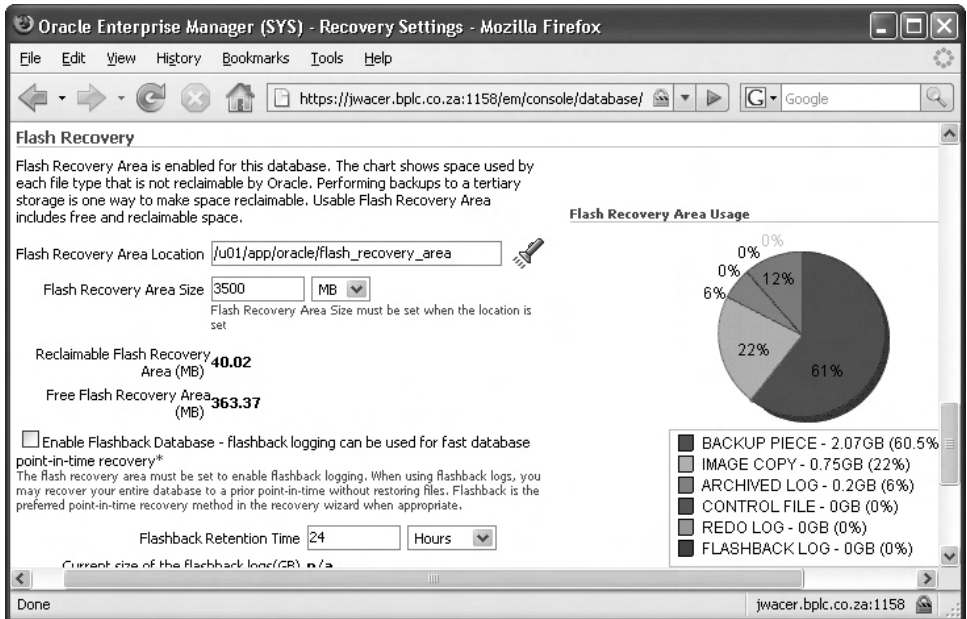 Oracle Enterprise Manager (SYS) - Recovery Settings - Mozilla Firefox
File Edit View History Bookmarks Tools Help
https://jwacer.bplc.co.za:1158/em/console/database/
G Google
Flash Recovery
Flash Recovery Area is enabled for this database. The chart shows space used by
each file type that is not reclaimable by Oracle. Performing backups to a tertiary
storage is one way to make space reclaimable. Usable Flash Recovery Area
includes free and reclaimable space.
Flash Recovery Area Location /u01/app/oracle/flash_recovery_area
Flash Recovery Area Size 3500 MB
Flash Recovery Area Size must be set when the location is
set
Reclaimable Flash Recovery
Area (MB) 40.02
Free Flash Recovery Area
(MB) 363.37
Enable Flashback Database - flashback logging can be used for fast database
point-in-time recovery*
The flash recovery area must be set to enable flashback logging. When using flashback logs, you
may recover your entire database to a prior point-in-time without restoring files. Flashback is the
preferred point-in-time recovery method in the recovery wizard when appropriate.
Flashback Retention Time 24 Hours
Current size of the flashback logs(GB) n/a
Flash Recovery Area Usage
0%
0%
0%
6%
12%
22%
61%
BACKUP PIECE - 2.07GB (60.5%
IMAGE COPY - 0.75GB (22%)
ARCHIVED LOG - 0.2GB (6%)
CONTROL FILE - 0GB (0%)
REDO LOG - 0GB (0%)
FLASHBACK LOG - 0GB (0%)
Done
jwacer.bplc.co.za:1158